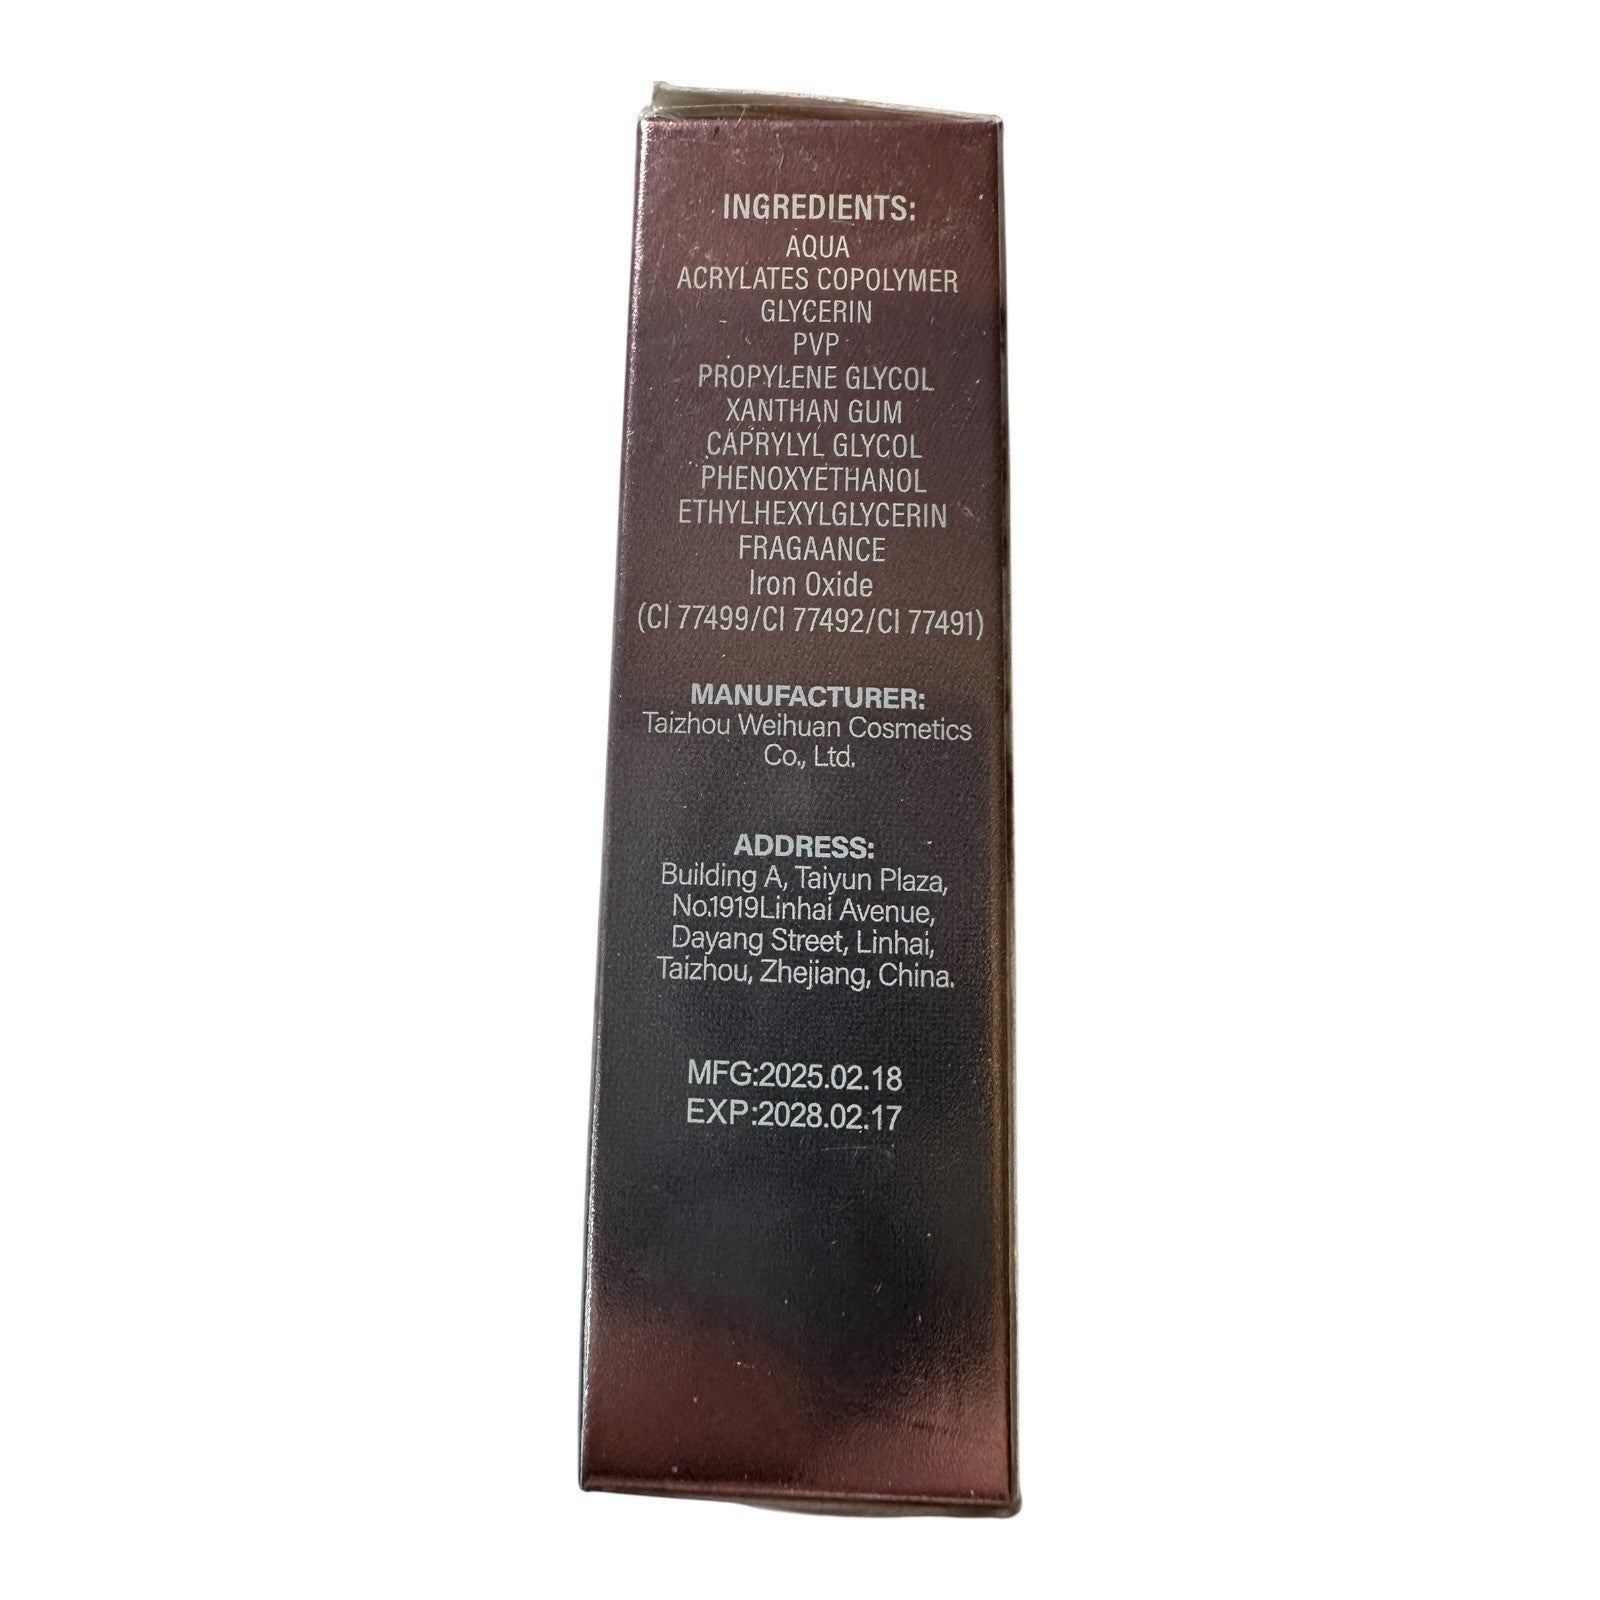 INGREDIENTS:
AQUA
ACRYLATES COPOLYMER
GLYCERIN
PVP
PROPYLENE GLYCOL
XANTHAN GUM
CAPRYLYL GLYCOL
PHENOXYETHANOL
ETHYLHEXYLGLYCERIN
FRAGAANCE
Iron Oxide
(CI 77499/CI 77492/CI 77491)
MANUFACTURER:
Taizhou Weihuan Cosmetics
Co., Ltd.
ADDRESS:
Building A, Taiyun Plaza,
No.1919Linhai Avenue,
Dayang Street, Linhai,
Taizhou, Zhejiang, China.
MFG:2025.02.18
EXP:2028.02.17